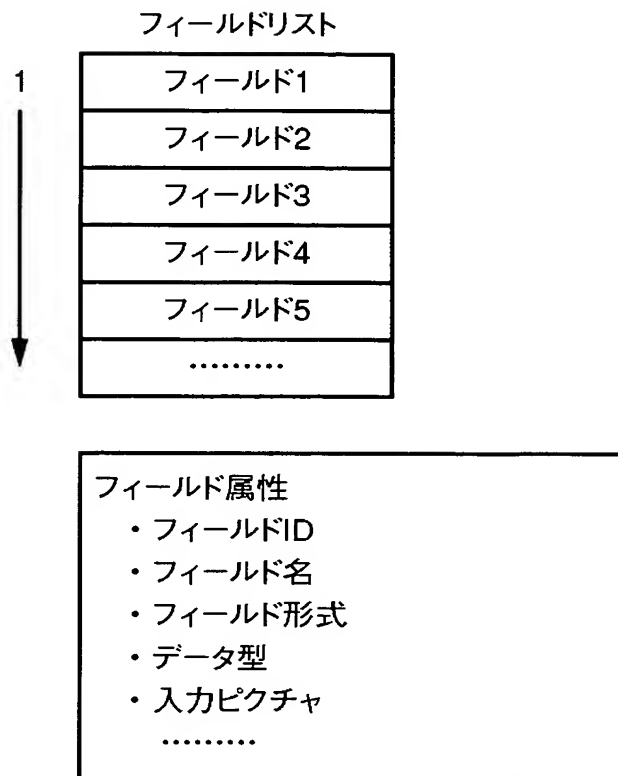 フィールドリスト
1
フィールド1
フィールド2
フィールド3
フィールド4
フィールド5
………
フィールド属性
・フィールドID
・フィールド名
・フィールド形式
・データ型
・入力ピクチャ
………